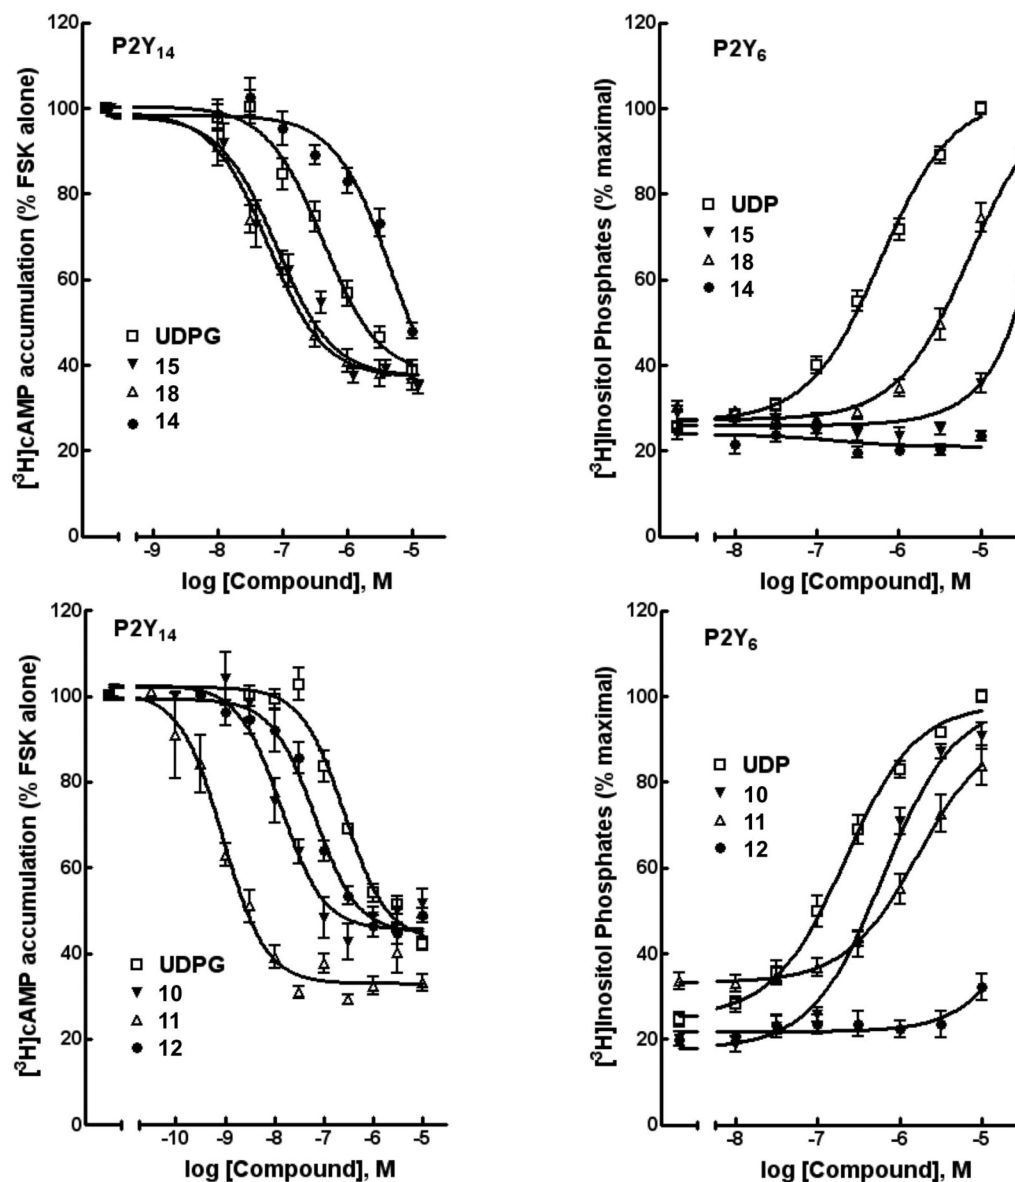 P2Y14
[3H]cAMP accumulation (% FSK alone)
120
100
80
60
40
20
0
UDPG
15
18
14
-9 -8 -7 -6 -5
log [Compound], M
P2Y6
[3H]Inositol Phosphates (% maximal)
120
100
80
60
40
20
0
UDP
15
18
14
-8 -7 -6 -5
log [Compound], M
P2Y14
[3H]cAMP accumulation (% FSK alone)
120
100
80
60
40
20
0
UDPG
10
11
12
-10 -9 -8 -7 -6 -5
log [Compound], M
P2Y6
[3H]Inositol Phosphates (% maximal)
120
100
80
60
40
20
0
UDP
10
11
12
-8 -7 -6 -5
log [Compound], M